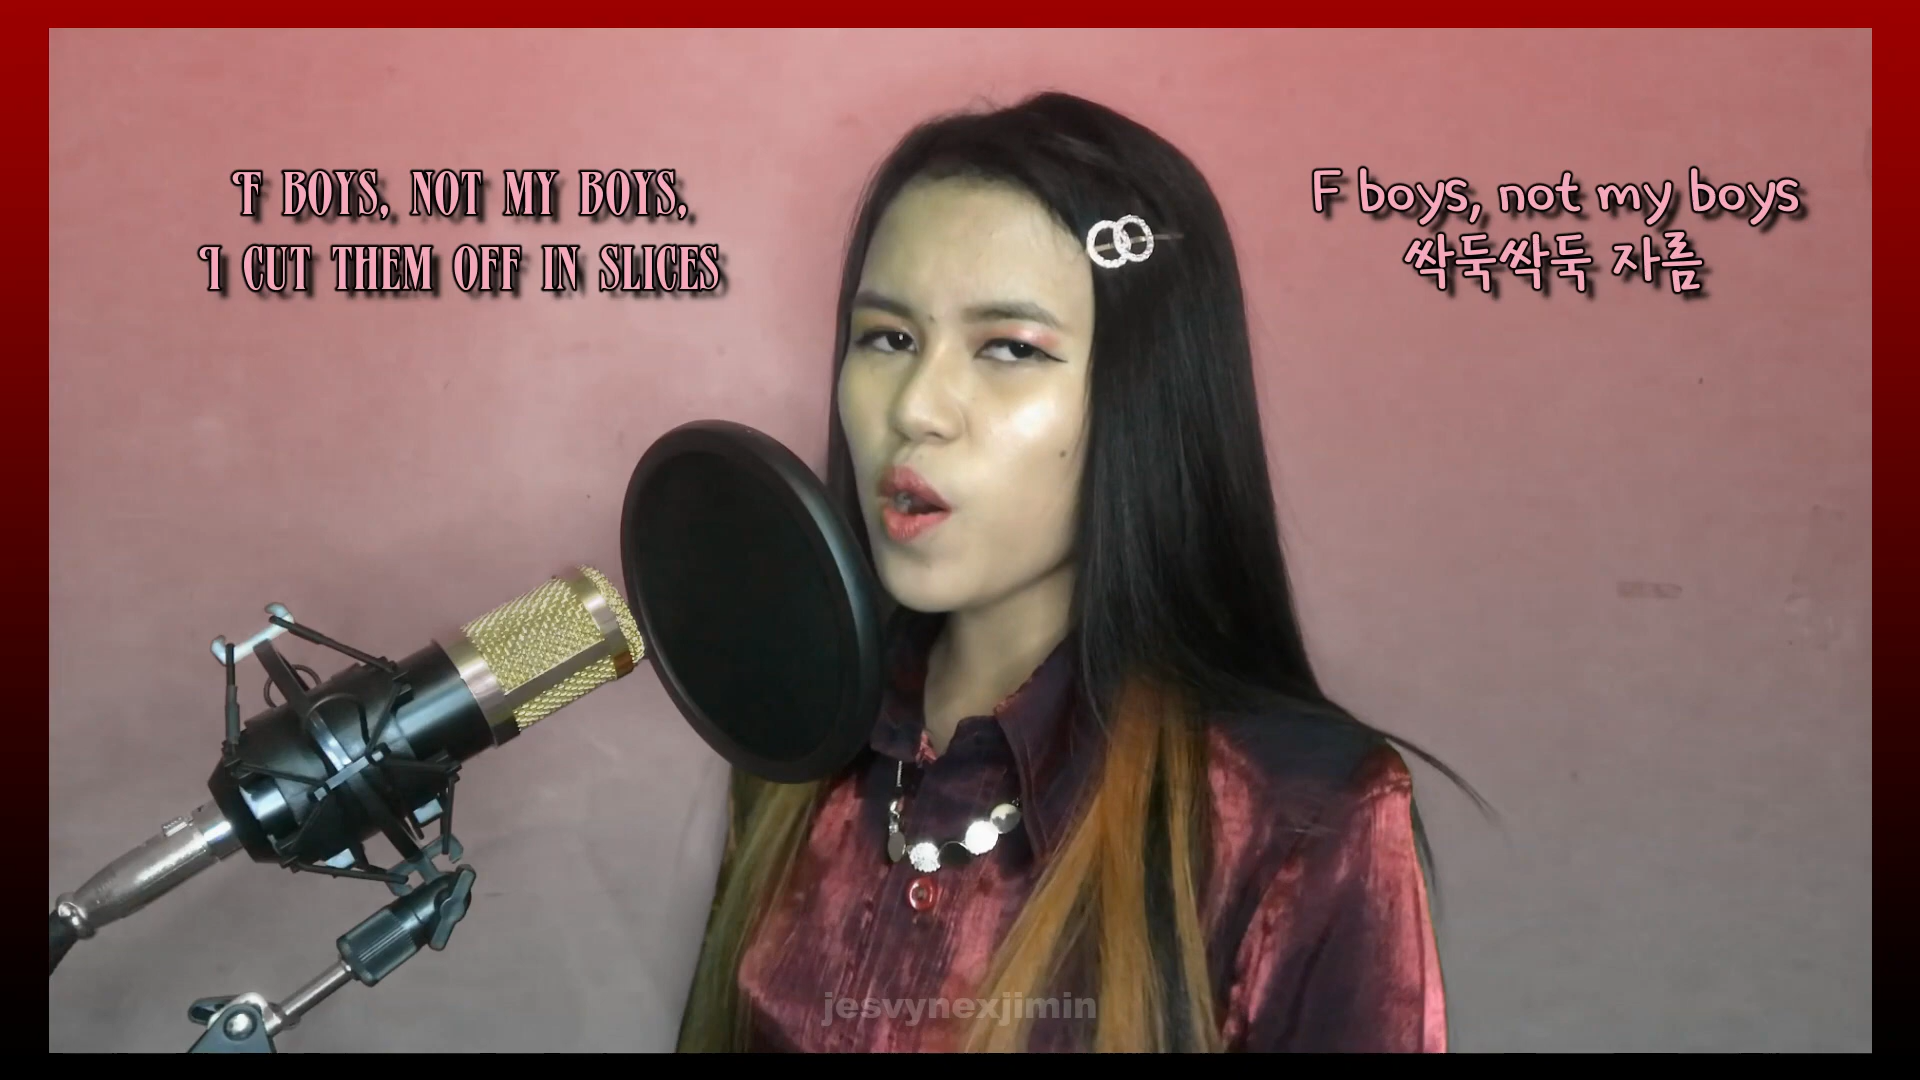 F BOYS, NOT MY BOYS,
I CUT THEM OFF IN SLICES
F boys, not my boys
싹둑싹둑 자름
jesvynexjimin